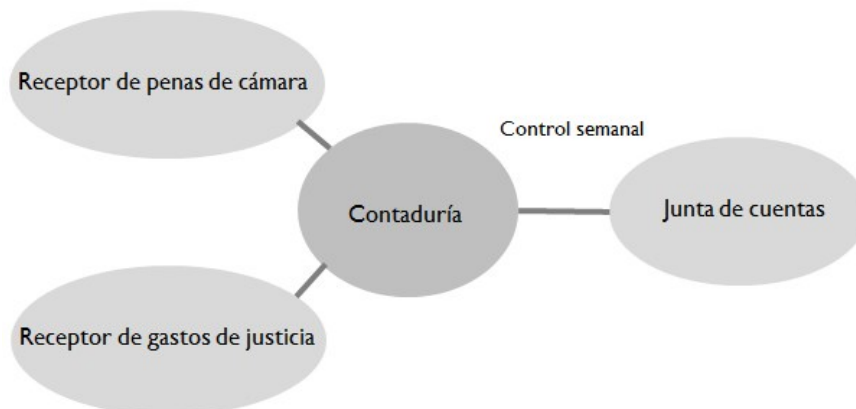 Receptor de penas de cámara
Control semanal
Contaduría
Junta de cuentas
Receptor de gastos de justicia